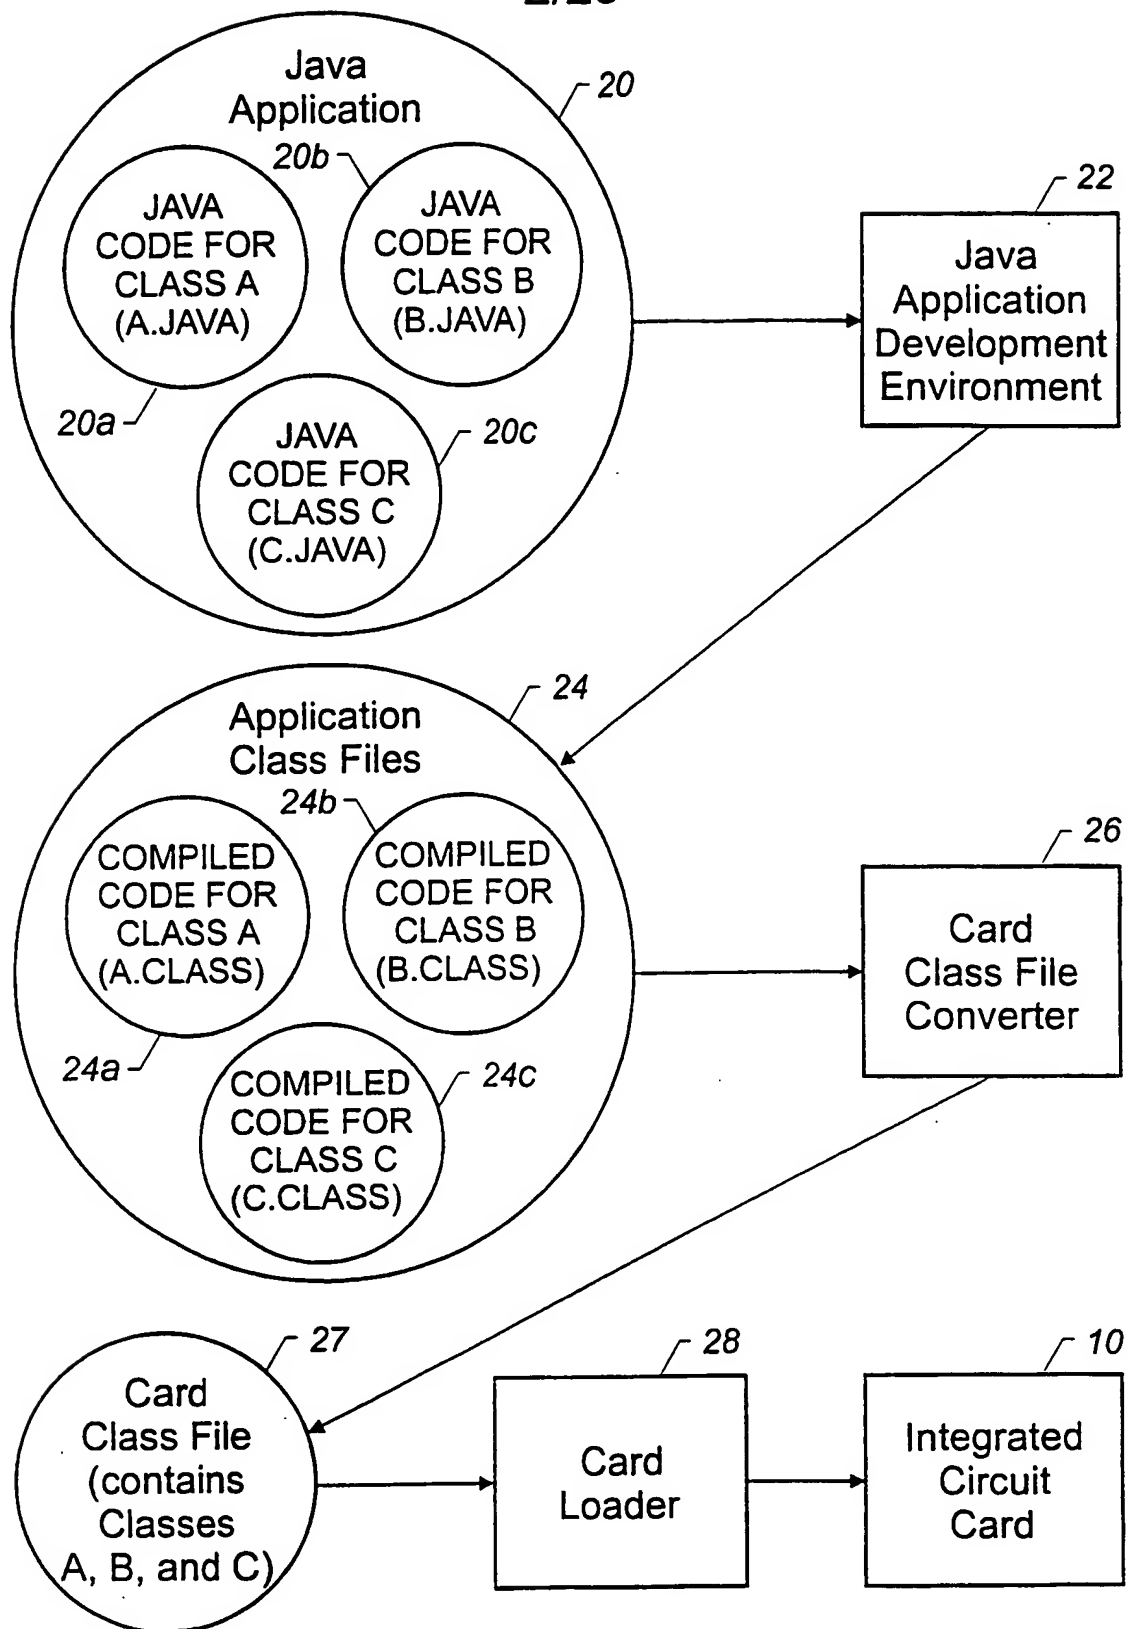 Java
Application
20
20b
JAVA
CODE FOR
CLASS A
(A.JAVA)
JAVA
CODE FOR
CLASS B
(B.JAVA)
20a
JAVA
CODE FOR
CLASS C
(C.JAVA)
20c
22
Java
Application
Development
Environment
Application
Class Files
24
24b
COMPILED
CODE FOR
CLASS A
(A.CLASS)
COMPILED
CODE FOR
CLASS B
(B.CLASS)
24a
COMPILED
CODE FOR
CLASS C
(C.CLASS)
24c
26
Card
Class File
Converter
27
Card
Class File
(contains
Classes
A, B, and C)
28
Card
Loader
10
Integrated
Circuit
Card